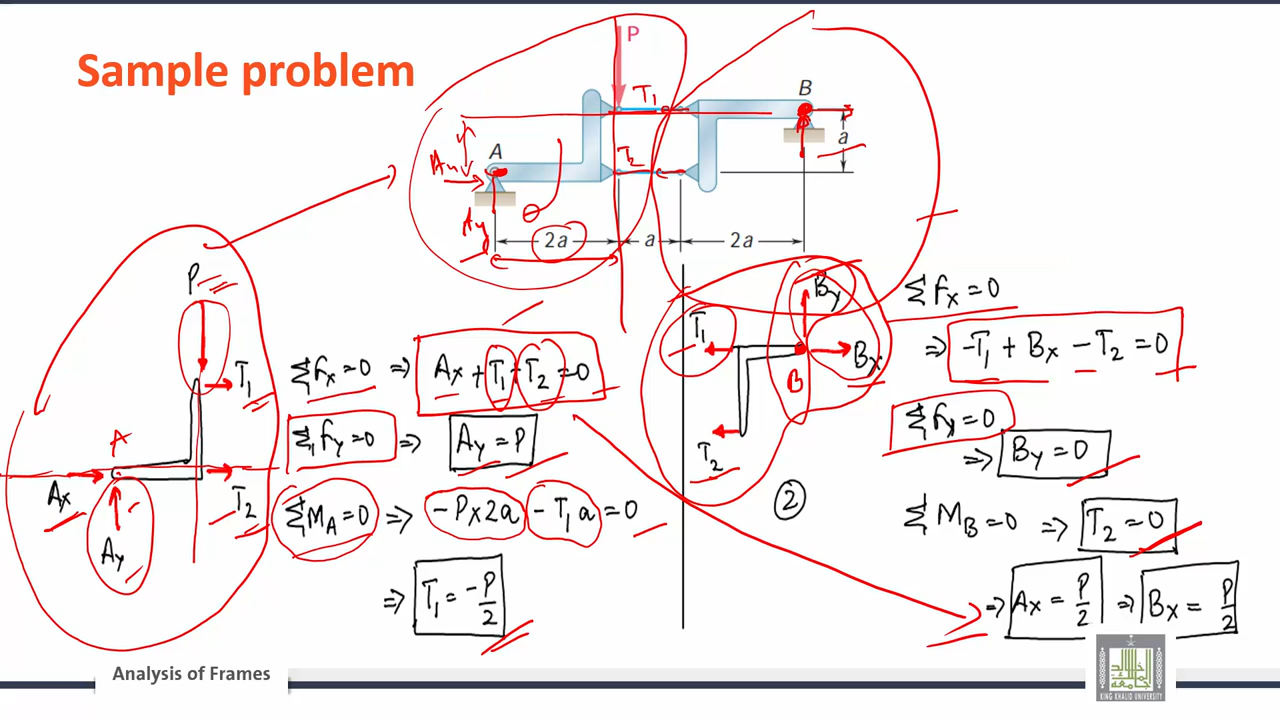 Sample problem
P
T₁
A
B
a
Ax
T₂
Ay
2a
a
2a
P
T₁
A
Ax
T₂
Ay
ΣFx=0 ⇒ Ax+T₁+T₂=0
ΣFy=0 ⇒ Ay=P
ΣMA=0 ⇒ -Px2a -T₁a=0
⇒ T₁=-P/2
By
T₁
Bx
B
T₂
②
ΣFx=0
⇒ -T₁+Bx-T₂=0
ΣFy=0
⇒ By=0
ΣMB=0 ⇒ T₂=0
⇒ Ax=P/2 ⇒ Bx=P/2
Analysis of Frames
KING KHALID UNIVERSITY